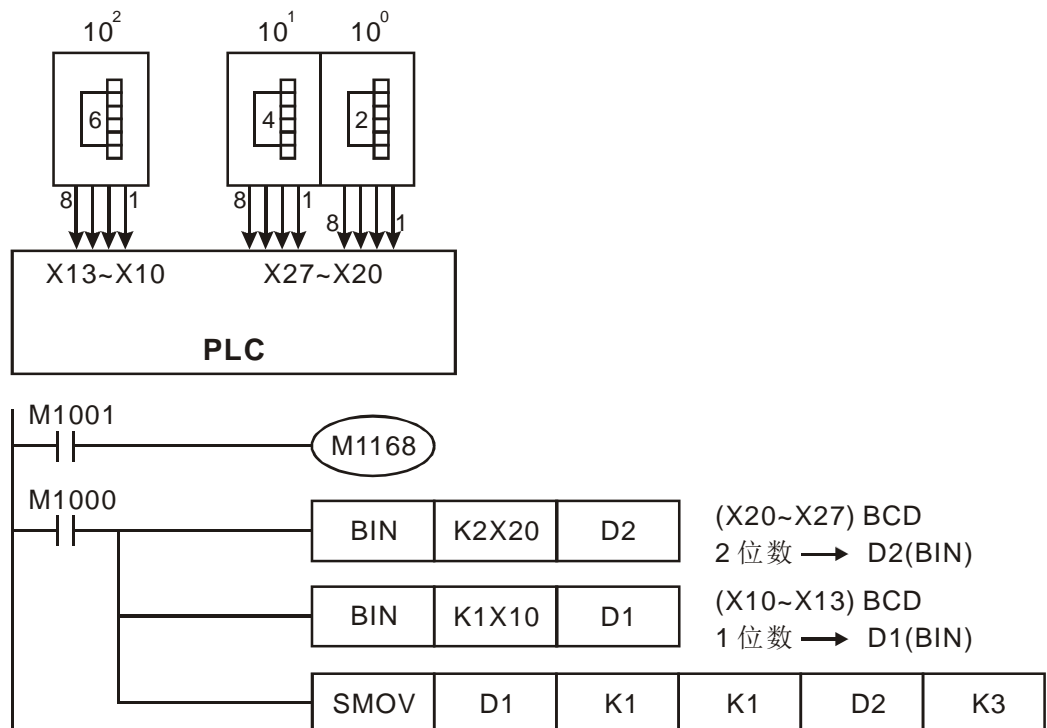 10² 10¹ 10⁰
6 4 2
8 1 8 1 8 1
X13~X10 X27~X20
PLC
M1001
M1168
M1000
BIN K2X20 D2 (X20~X27) BCD
2 位数 → D2(BIN)
BIN K1X10 D1 (X10~X13) BCD
1 位数 → D1(BIN)
SMOV D1 K1 K1 D2 K3